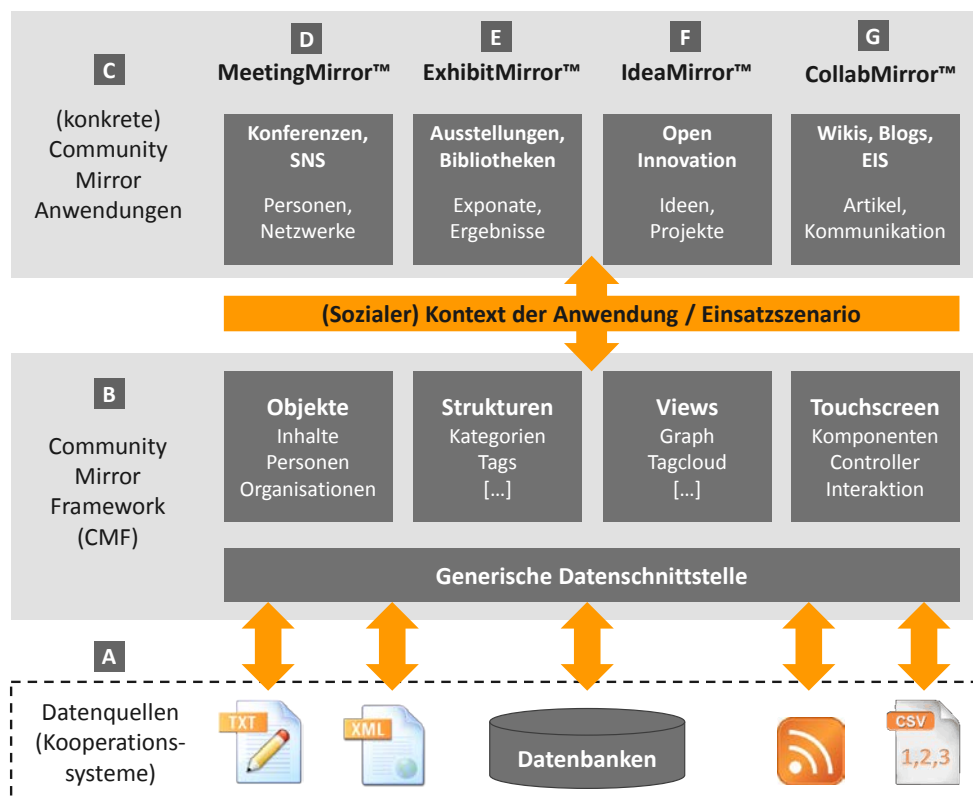 C
(konkrete)
Community
Mirror
Anwendungen
D
MeetingMirror™
E
ExhibitMirror™
F
IdeaMirror™
G
CollabMirror™
Konferenzen,
SNS
Personen,
Netzwerke
Ausstellungen,
Bibliotheken
Exponate,
Ergebnisse
Open
Innovation
Ideen,
Projekte
Wikis, Blogs,
EIS
Artikel,
Kommunikation
(Sozialer) Kontext der Anwendung / Einsatzszenario
B
Community
Mirror
Framework
(CMF)
Objekte
Inhalte
Personen
Organisationen
Strukturen
Kategorien
Tags
[…]
Views
Graph
Tagcloud
[…]
Touchscreen
Komponenten
Controller
Interaktion
Generische Datenschnittstelle
A
Datenquellen
(Kooperations-
systeme)
TXT
XML
Datenbanken
CSV
1,2,3